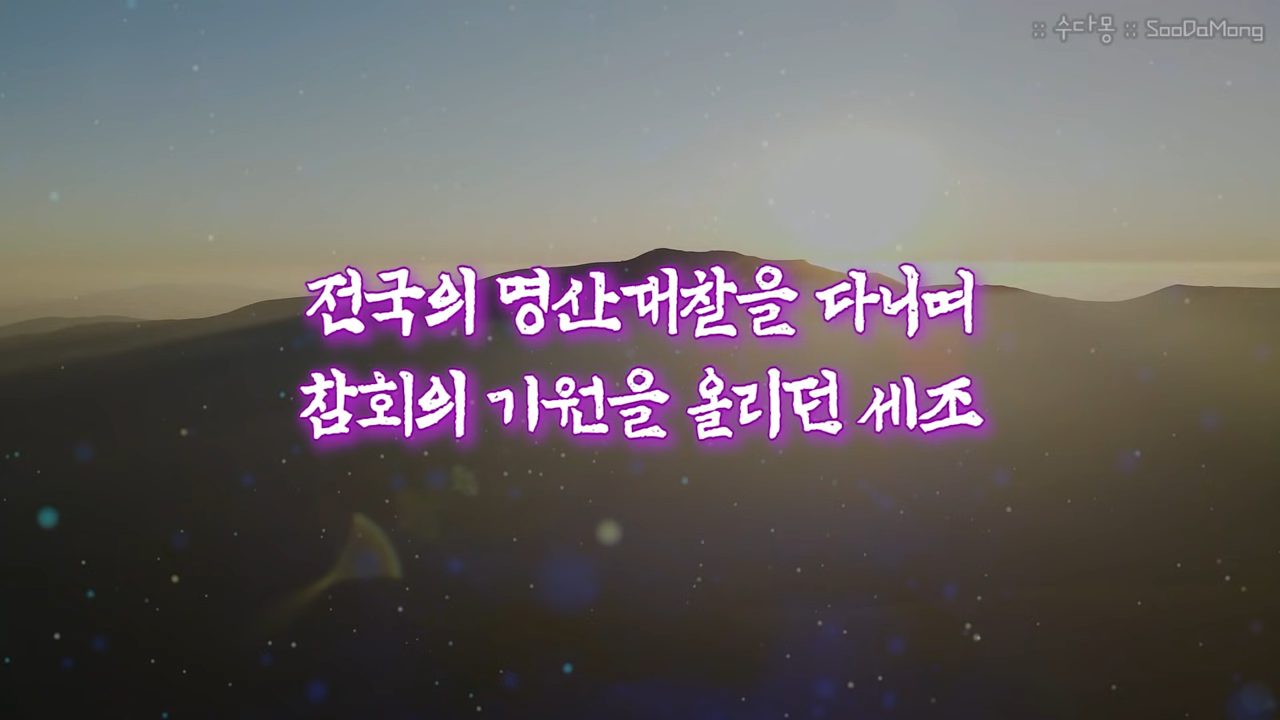 :: 수다몽 :: SooDaMong
전국의 명산대찰을 다니며
참회의 기원을 올리던 세조